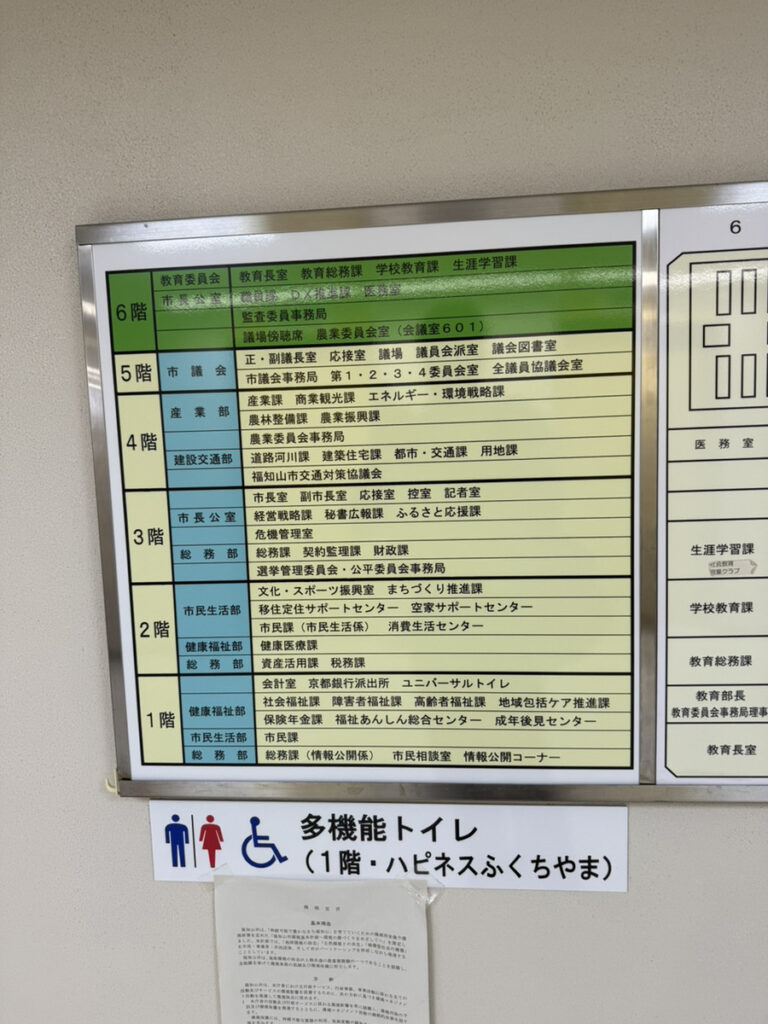 6階
教育委員会 教育長室 教育総務課 学校教育課 生涯学習課
市長公室 職員課 DX推進課 医務室
監査委員事務局
議場傍聴席 農業委員会室(会議室601)
5階
市議会 正・副議長室 応接室 議場 議員会派室 議会図書室
市議会事務局 第1・2・3・4委員会室 全議員協議会室
4階
産業部 産業課 商業観光課 エネルギー・環境戦略課
農林整備課 農業振興課
農業委員会事務局
建設交通部 道路河川課 建築住宅課 都市・交通課 用地課
福知山市交通対策協議会
3階
市長室 副市長室 応接室 控室 記者室
市長公室 経営戦略課 秘書広報課 ふるさと応援課
危機管理室
総務部 総務課 契約監理課 財政課
選挙管理委員会・公平委員会事務局
2階
市民生活部 文化・スポーツ振興室 まちづくり推進課
移住定住サポートセンター 空家サポートセンター
市民課(市民生活係) 消費生活センター
健康福祉部 健康医療課
総務部 資産活用課 税務課
1階
会計室 京都銀行派出所 ユニバーサルトイレ
健康福祉部 社会福祉課 障害者福祉課 高齢者福祉課 地域包括ケア推進課
保険年金課 福祉あんしん総合センター 成年後見センター
市民生活部 市民課
総務部 総務課(情報公開係) 市民相談室 情報公開コーナー
6
医務室
生涯学習課
学校教育課
教育総務課
教育部長
教育委員会事務局理事
教育長室
多機能トイレ
(1階・ハピネスふくちやま)